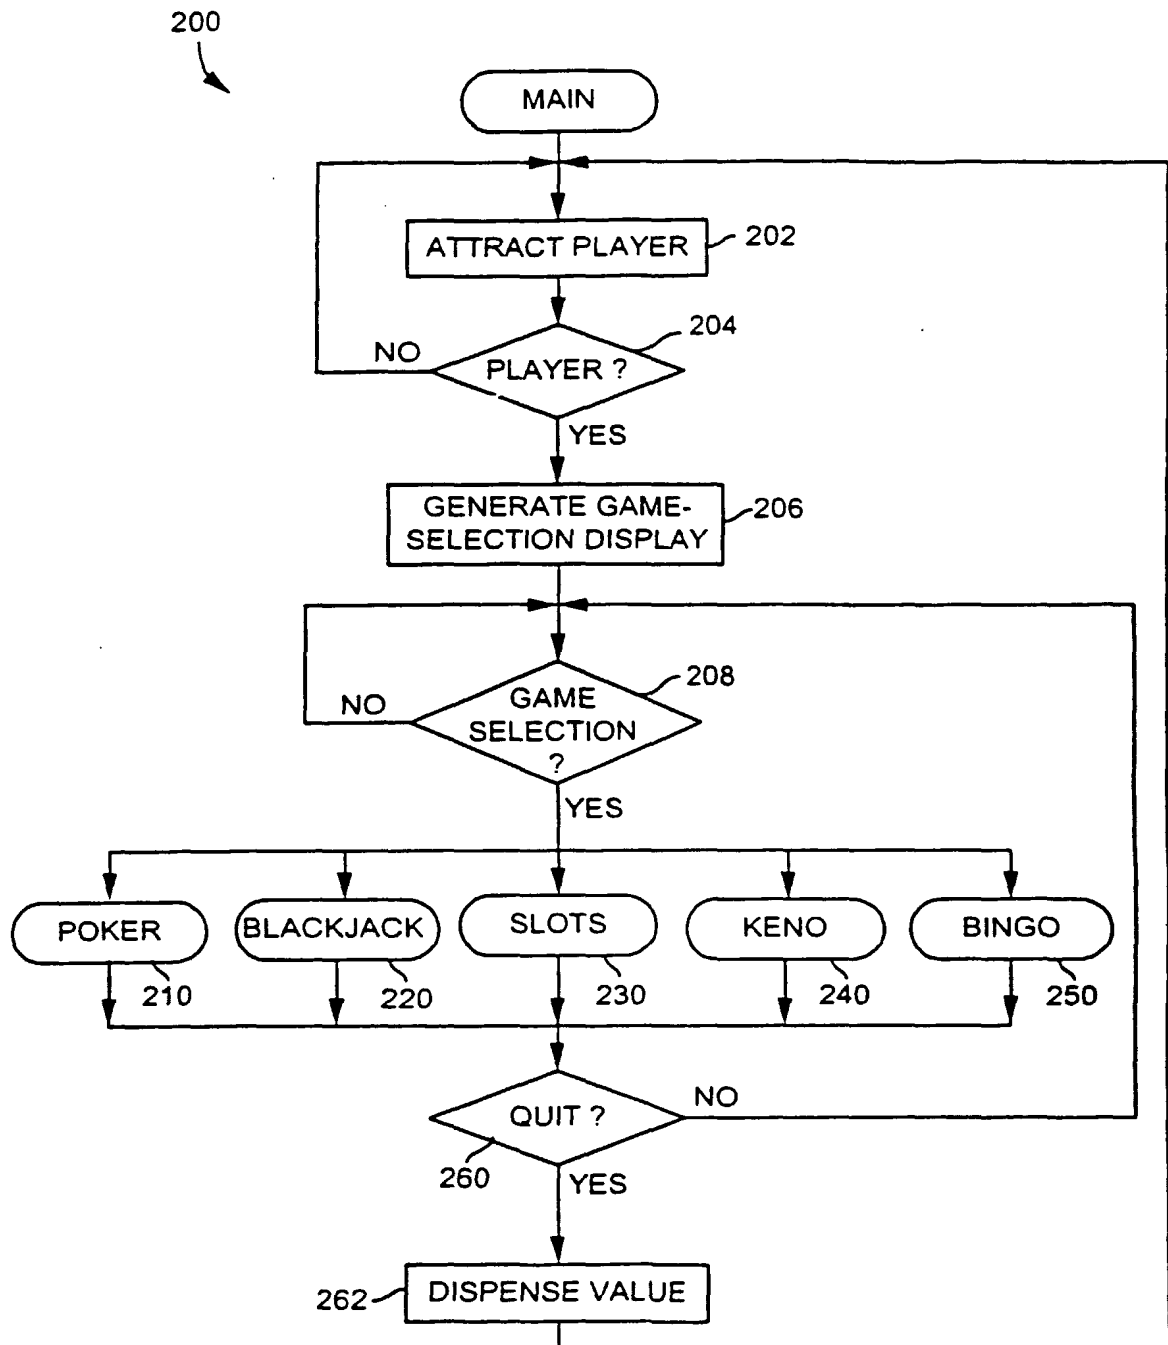 200
MAIN
ATTRACT PLAYER
202
204
NO
PLAYER ?
YES
GENERATE GAME-
SELECTION DISPLAY
206
208
NO
GAME
SELECTION
?
YES
POKER
BLACKJACK
SLOTS
KENO
BINGO
210
220
230
240
250
QUIT ?
NO
260
YES
DISPENSE VALUE
262